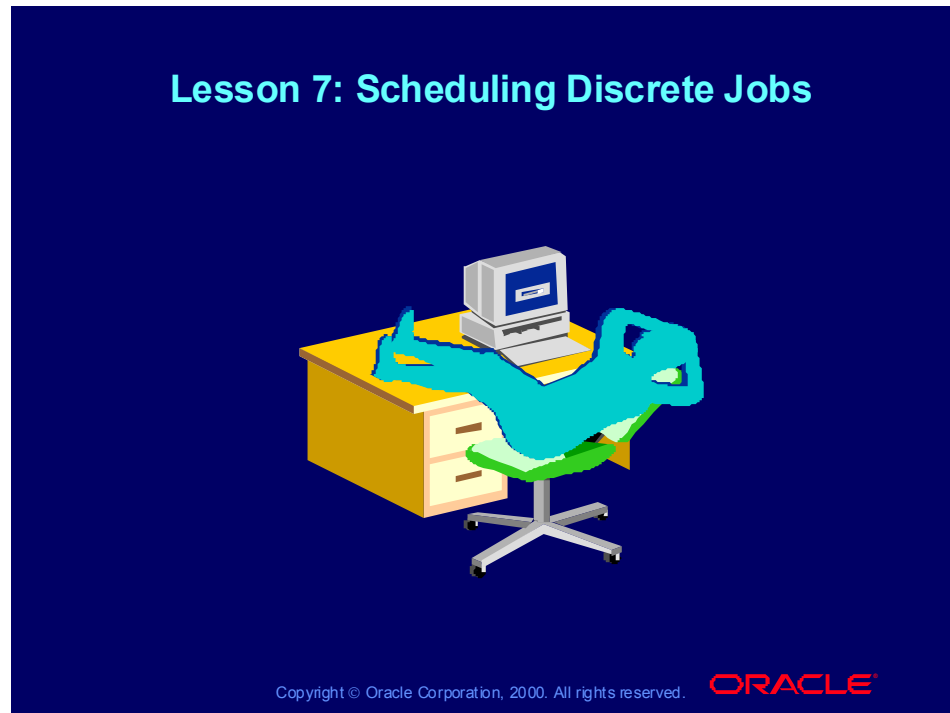 Lesson 7: Scheduling Discrete Jobs
Copyright © Oracle Corporation, 2000. All rights reserved.
ORACLE®